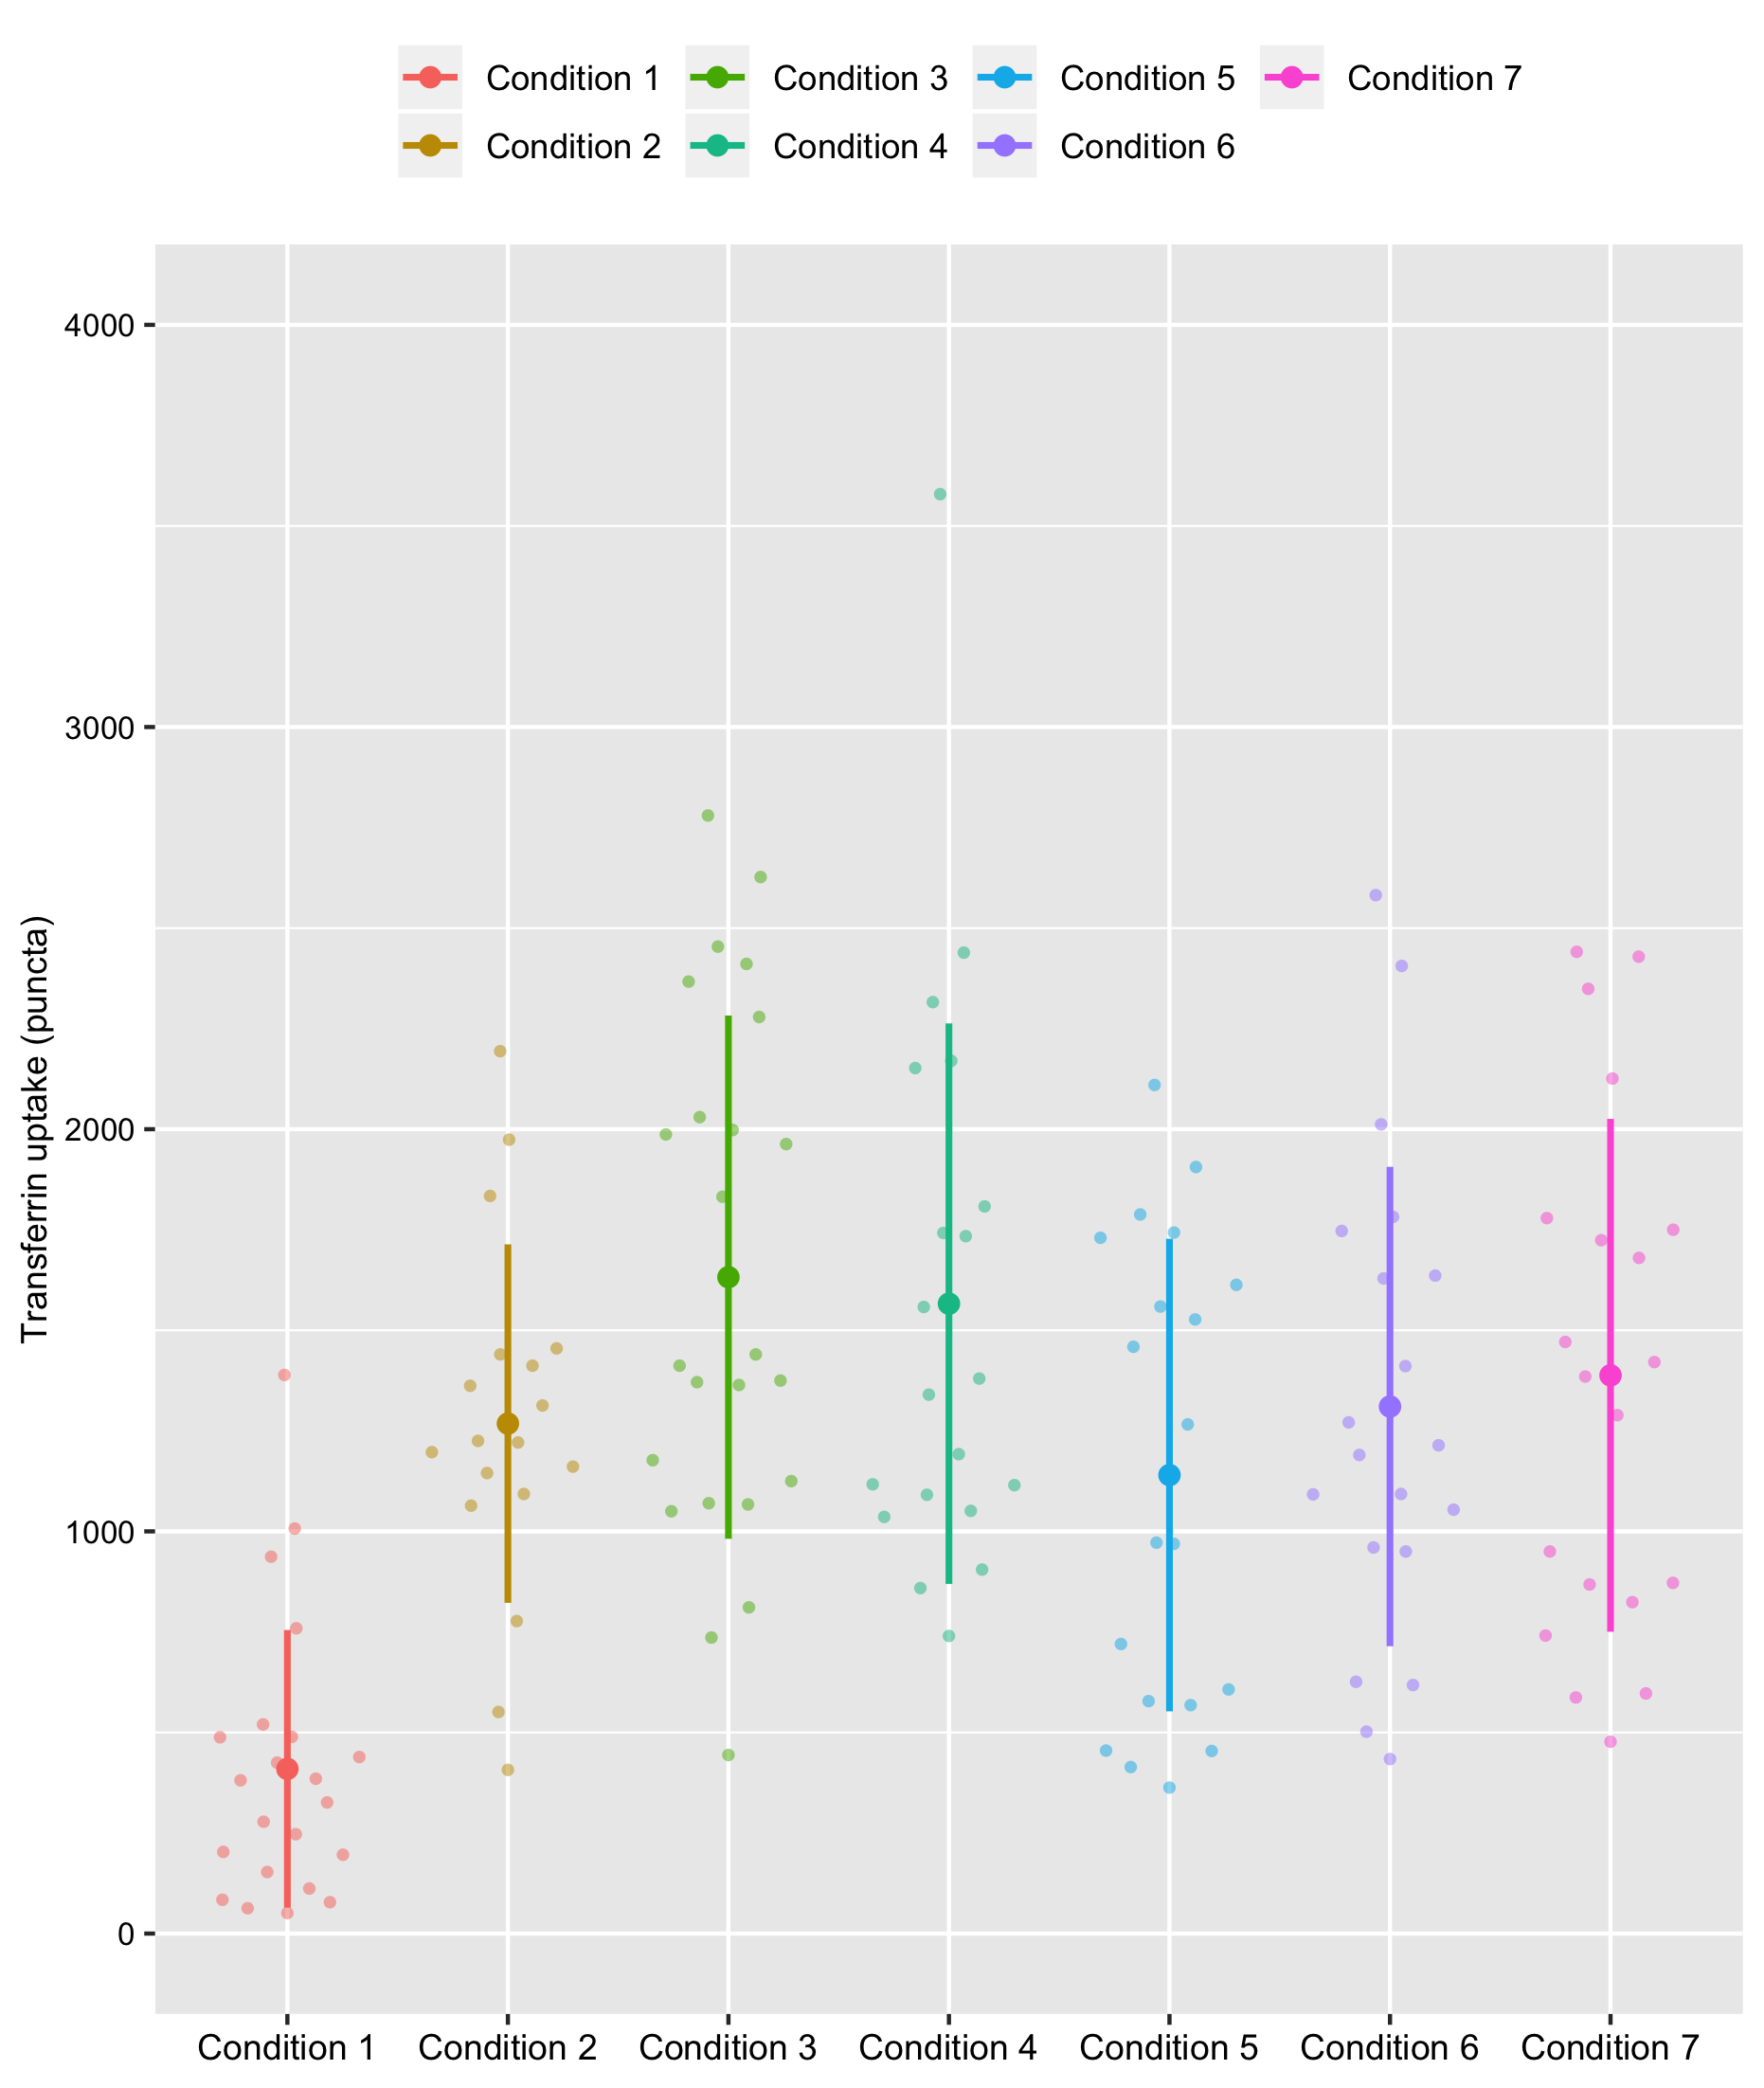 Condition 1 Condition 3 Condition 5 Condition 7
Condition 2 Condition 4 Condition 6
Transferrin uptake (puncta)
4000
3000
2000
1000
0
Condition 1 Condition 2 Condition 3 Condition 4 Condition 5 Condition 6 Condition 7